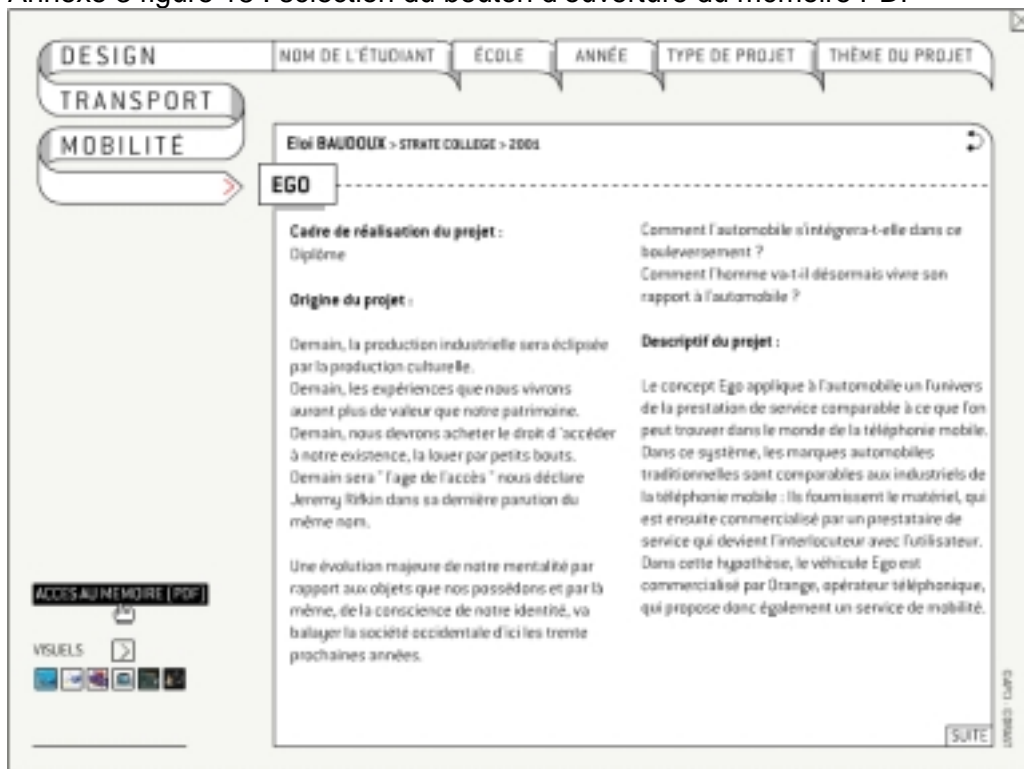 Annexe 3 figure 18 : sélection du bouton d'ouverture du mémoire PDF
DESIGN
TRANSPORT
MOBILITÉ
NOM DE L'ÉTUDIANT
ÉCOLE
ANNÉE
TYPE DE PROJET
THÈME DU PROJET
Eloi BAUDOUX > STRATE COLLEGE > 2001
EGO
Cadre de réalisation du projet :
Diplôme
Origine du projet :
Demain, la production industrielle sera éclipsée
par la production culturelle.
Demain, les expériences que nous vivrons
auront plus de valeur que notre patrimoine.
Demain, nous devrons acheter le droit d 'accéder
à notre existence, la louer par petits bouts.
Demain sera " l'age de l'accès " nous déclare
Jeremy Rifkin dans sa dernière parution du
même nom.
Une évolution majeure de notre mentalité par
rapport aux objets que nous possédons et par là
même, de la conscience de notre identité, va
balayer la société occidentale d'ici les trente
prochaines années.
Comment l'automobile s'intégrera-t-elle dans ce
bouleversement ?
Comment l'homme va-t-il désormais vivre son
rapport à l'automobile ?
Descriptif du projet :
Le concept Ego applique à l'automobile un l'univers
de la prestation de service comparable à ce que l'on
peut trouver dans le monde de la téléphonie mobile.
Dans ce système, les marques automobiles
traditionnelles sont comparables aux industriels de
la téléphonie mobile : Ils fournissent le matériel, qui
est ensuite commercialisé par un prestataire de
service qui devient l'interlocuteur avec l'utilisateur.
Dans cette hypothèse, le véhicule Ego est
commercialisé par Orange, opérateur téléphonique,
qui propose donc également un service de mobilité.
ACCES AU MEMOIRE [ PDF ]
VISUELS
SUITE